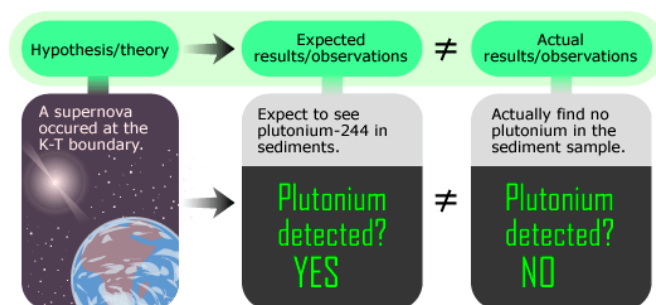 Hypothesis/theory
Expected
results/observations
≠
Actual
results/observations
A supernova
occured at the
K-T boundary.
Expect to see
plutonium-244 in
sediments.
Actually find no
plutonium in the
sediment sample.
Plutonium
detected?
YES
≠
Plutonium
detected?
NO